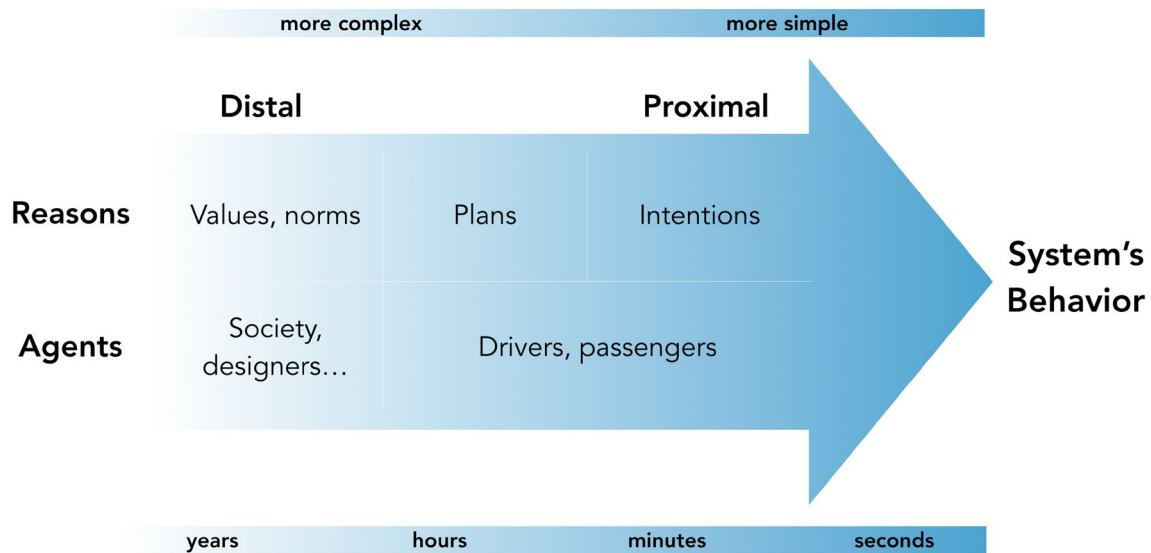 more complex more simple
Distal Proximal
Reasons Values, norms Plans Intentions
System's
Behavior
Agents
Society,
designers...
Drivers, passengers
years hours minutes seconds